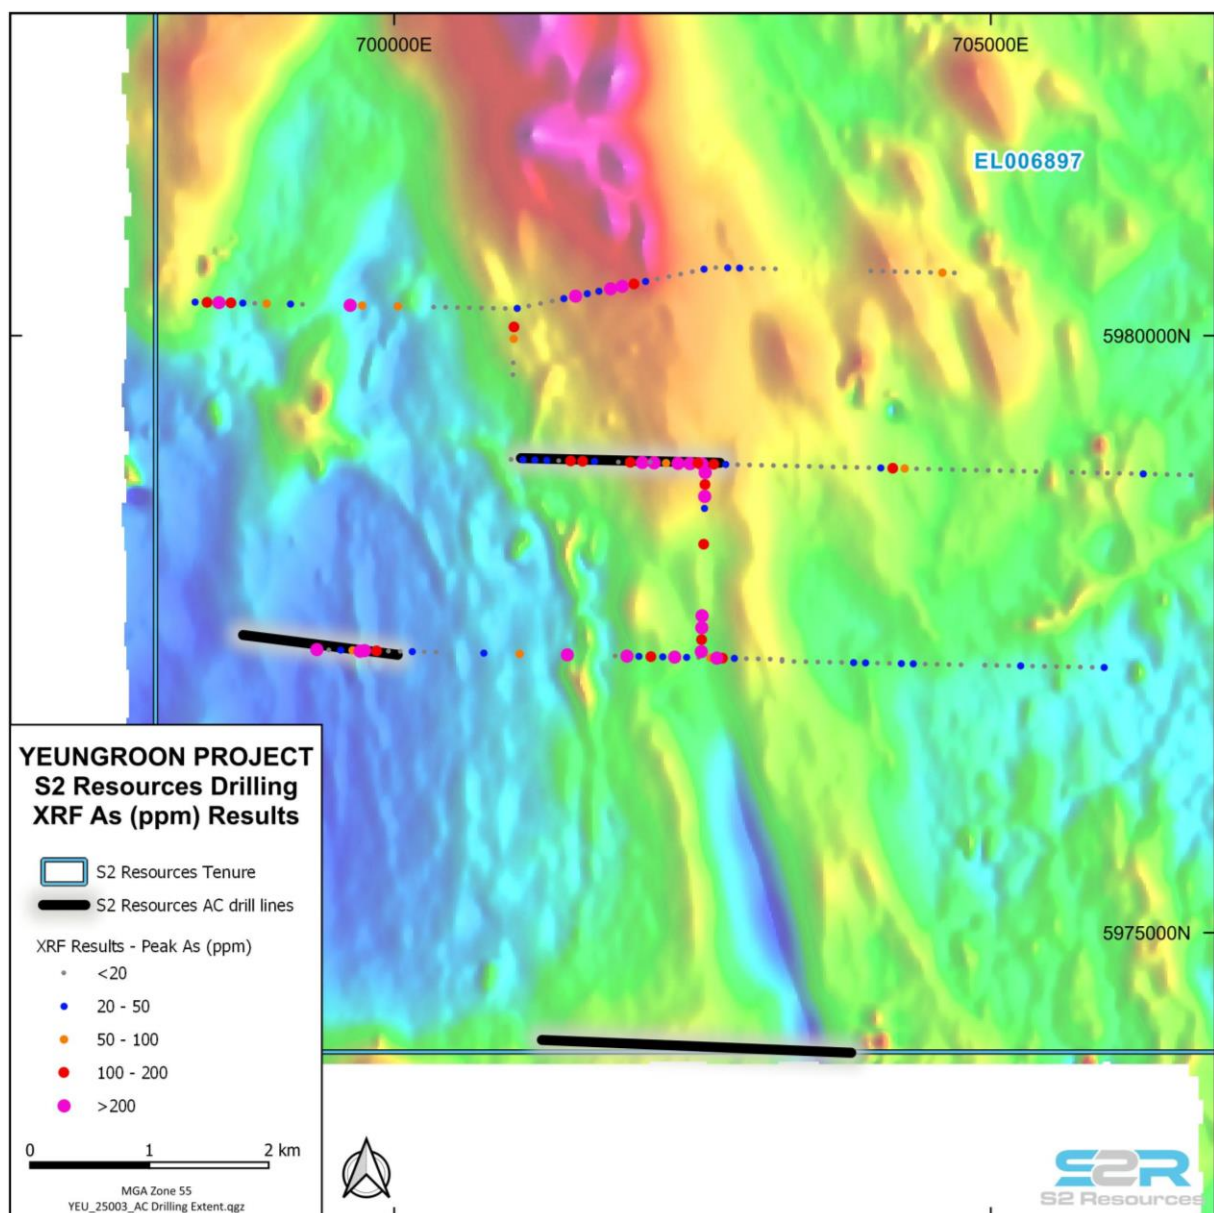 700000E
705000E
EL006897
5980000N
5975000N
YEUNGROON PROJECT
S2 Resources Drilling
XRF As (ppm) Results
S2 Resources Tenure
S2 Resources AC drill lines
XRF Results - Peak As (ppm)
<20
20 - 50
50 - 100
100 - 200
>200
0 1 2 km
MGA Zone 55
YEU_25003_AC Drilling Extent.qgz
S2R
S2 Resources